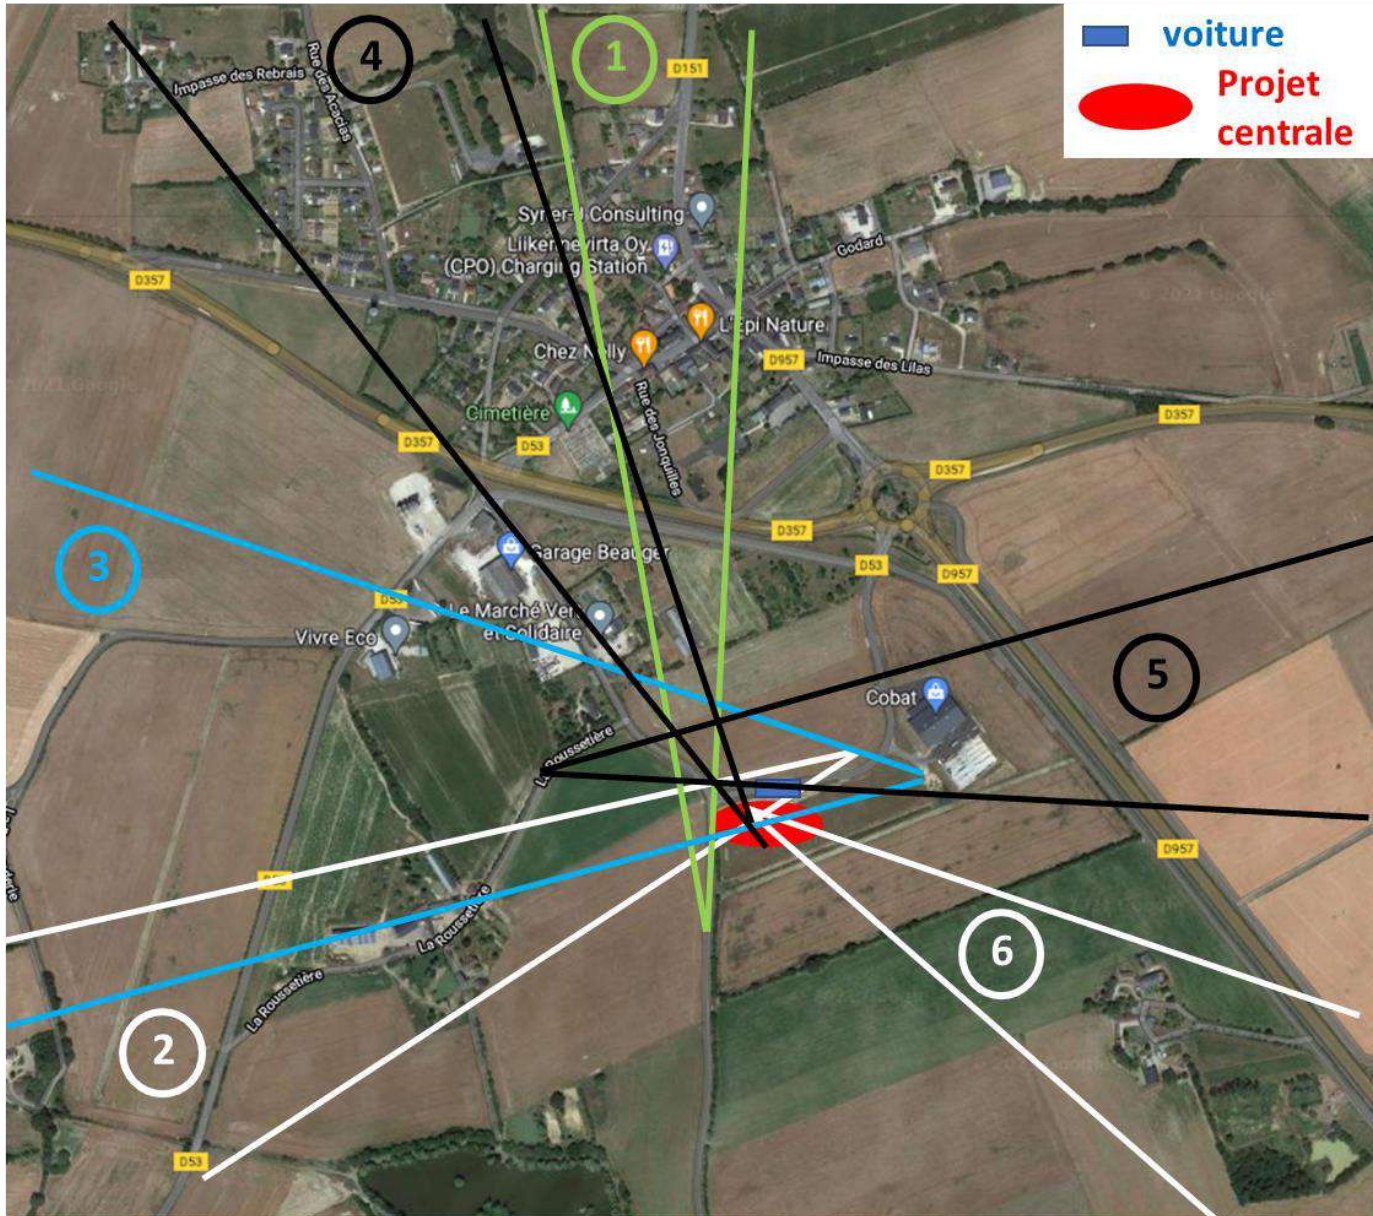 voiture
Projet
centrale
4
1
D151
Impasse des Rebrais
Rue des Acacias
Syner-J Consulting
Liikennevirta Oy
(CPO) Charging Station
Godard
D357
L'Epi Nature
Chez Nelly
D957
Impasse des Lilas
Cimetière
D357
D357
D53
Rue des Jonquilles
D357
D357
3
Garage Beauger
D53
D957
Le Marché Vert
et Solidaire
Vivre Eco
5
Cobat
La Roussetière
D957
6
La Roussetière
La Roussetière
2
D53